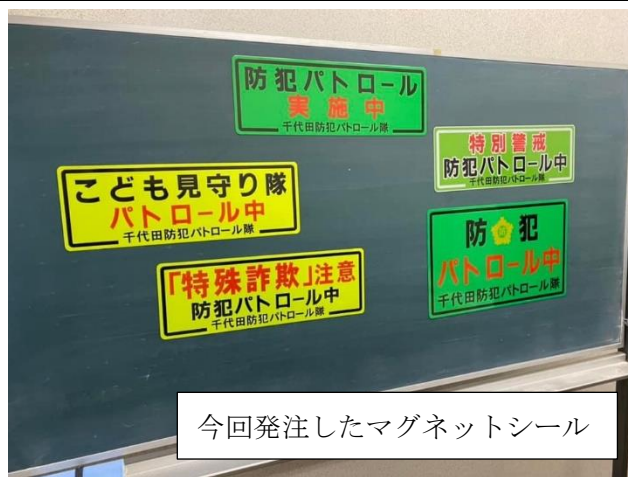 防犯パトロール
実施中
千代田防犯パトロール隊
特別警戒
防犯パトロール中
千代田防犯パトロール隊
こども見守り隊
パトロール中
千代田防犯パトロール隊
防犯
パトロール中
千代田防犯パトロール隊
「特殊詐欺」注意
防犯パトロール中
千代田防犯パトロール隊
今回発注したマグネットシール